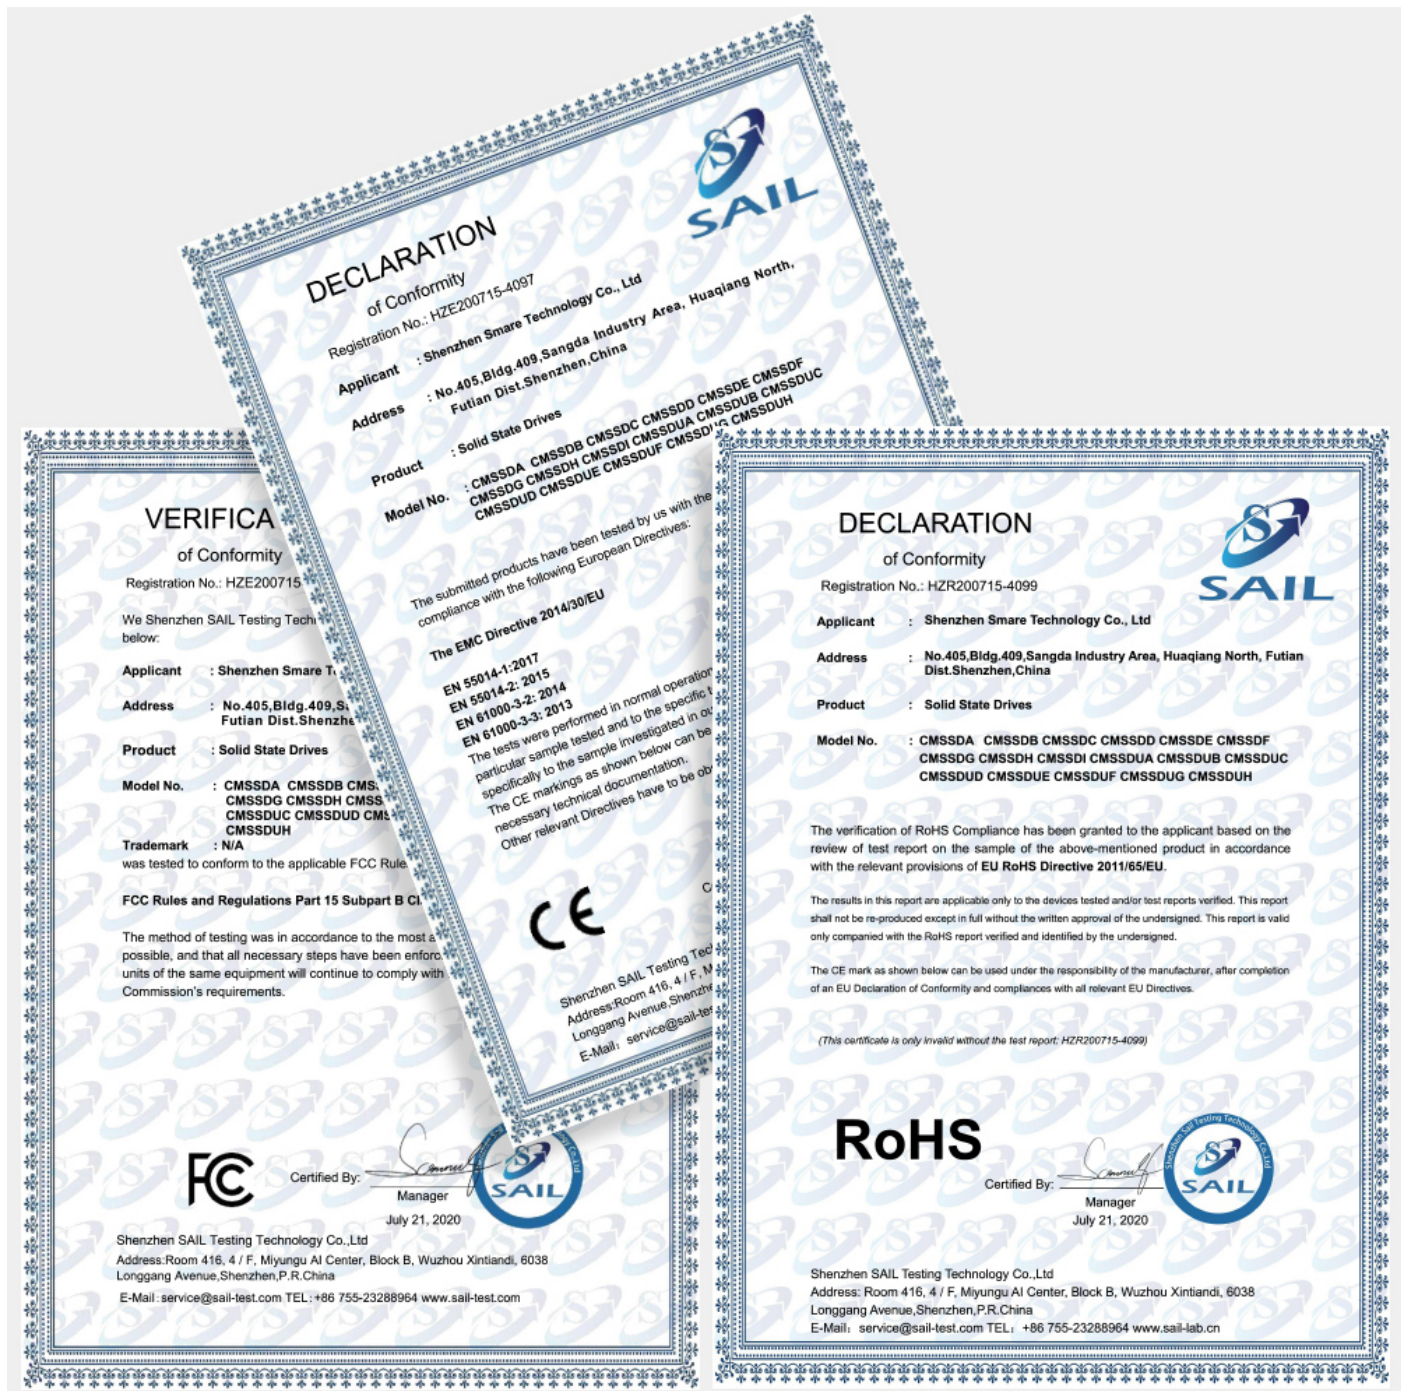 SAIL
DECLARATION
of Conformity
Registration No.: HZE200715-4097
Applicant : Shenzhen Smare Technology Co., Ltd
Address : No.405,Bldg.409,Sangda Industry Area, Huaqiang North,
Futian Dist.Shenzhen,China
Product : Solid State Drives
Model No. : CMSSDA CMSSDB CMSSDC CMSSDD CMSSDE CMSSDF
CMSSDG CMSSDH CMSSDI CMSSDUA CMSSDUB CMSSDUC
CMSSDUD CMSSDUE CMSSDUF CMSSDUG CMSSDUH
The submitted products have been tested by us with the
compliance with the following European Directives:
The EMC Directive 2014/30/EU
EN 55014-1:2017
EN 55014-2: 2015
EN 61000-3-2: 2014
EN 61000-3-3: 2013
The tests were performed in normal operation
particular sample tested and to the specific
specifically to the sample investigated in
The CE markings as shown below can be
necessary technical documentation.
Other relevant Directives have to be
CE
Shenzhen SAIL Testing
Address:Room 416, 4 / F,
Longgang Avenue,
E-Mail: service@sail-
VERIFICA
of Conformity
Registration No.: HZE200715
We Shenzhen SAIL Testing
below:
Applicant : Shenzhen Smare
Address : No.405,Bldg.409,
Futian Dist.
Product : Solid State Drives
Model No. : CMSSDA CMSSDB
CMSSDG CMSSDH
CMSSDUC CMSSDUD
CMSSDUH
Trademark : N/A
was tested to conform to the applicable FCC Rule
FCC Rules and Regulations Part 15 Subpart B
The method of testing was in accordance to the most
possible, and that all necessary steps have been
units of the same equipment will continue to comply with
Commission's requirements.
FC
Certified By:
Manager
July 21, 2020
SAIL
Shenzhen SAIL Testing Technology Co.,Ltd
Address:Room 416, 4 / F, Miyungu AI Center, Block B, Wuzhou Xintiandi, 6038
Longgang Avenue,Shenzhen,P.R.China
E-Mail:service@sail-test.com TEL:+86 755-23288964 www.sail-test.com
DECLARATION
of Conformity
Registration No.: HZR200715-4099
SAIL
Applicant : Shenzhen Smare Technology Co., Ltd
Address : No.405,Bldg.409,Sangda Industry Area, Huaqiang North, Futian
Dist.Shenzhen,China
Product : Solid State Drives
Model No. : CMSSDA CMSSDB CMSSDC CMSSDD CMSSDE CMSSDF
CMSSDG CMSSDH CMSSDI CMSSDUA CMSSDUB CMSSDUC
CMSSDUD CMSSDUE CMSSDUF CMSSDUG CMSSDUH
The verification of RoHS Compliance has been granted to the applicant based on the
review of test report on the sample of the above-mentioned product in accordance
with the relevant provisions of EU RoHS Directive 2011/65/EU.
The results in this report are applicable only to the devices tested and/or test reports verified. This report
shall not be re-produced except in full without the written approval of the undersigned. This report is valid
only companied with the RoHS report verified and identified by the undersigned.
The CE mark as shown below can be used under the responsibility of the manufacturer, after completion
of an EU Declaration of Conformity and compliances with all relevant EU Directives.
(This certificate is only invalid without the test report: HZR200715-4099)
RoHS
Certified By:
Manager
July 21, 2020
Shenzhen Sail Testing Technology Co.,Ltd
SAIL
Shenzhen SAIL Testing Technology Co.,Ltd
Address: Room 416, 4 / F, Miyungu AI Center, Block B, Wuzhou Xintiandi, 6038
Longgang Avenue,Shenzhen,P.R.China
E-Mail: service@sail-test.com TEL: +86 755-23288964 www.sail-lab.cn